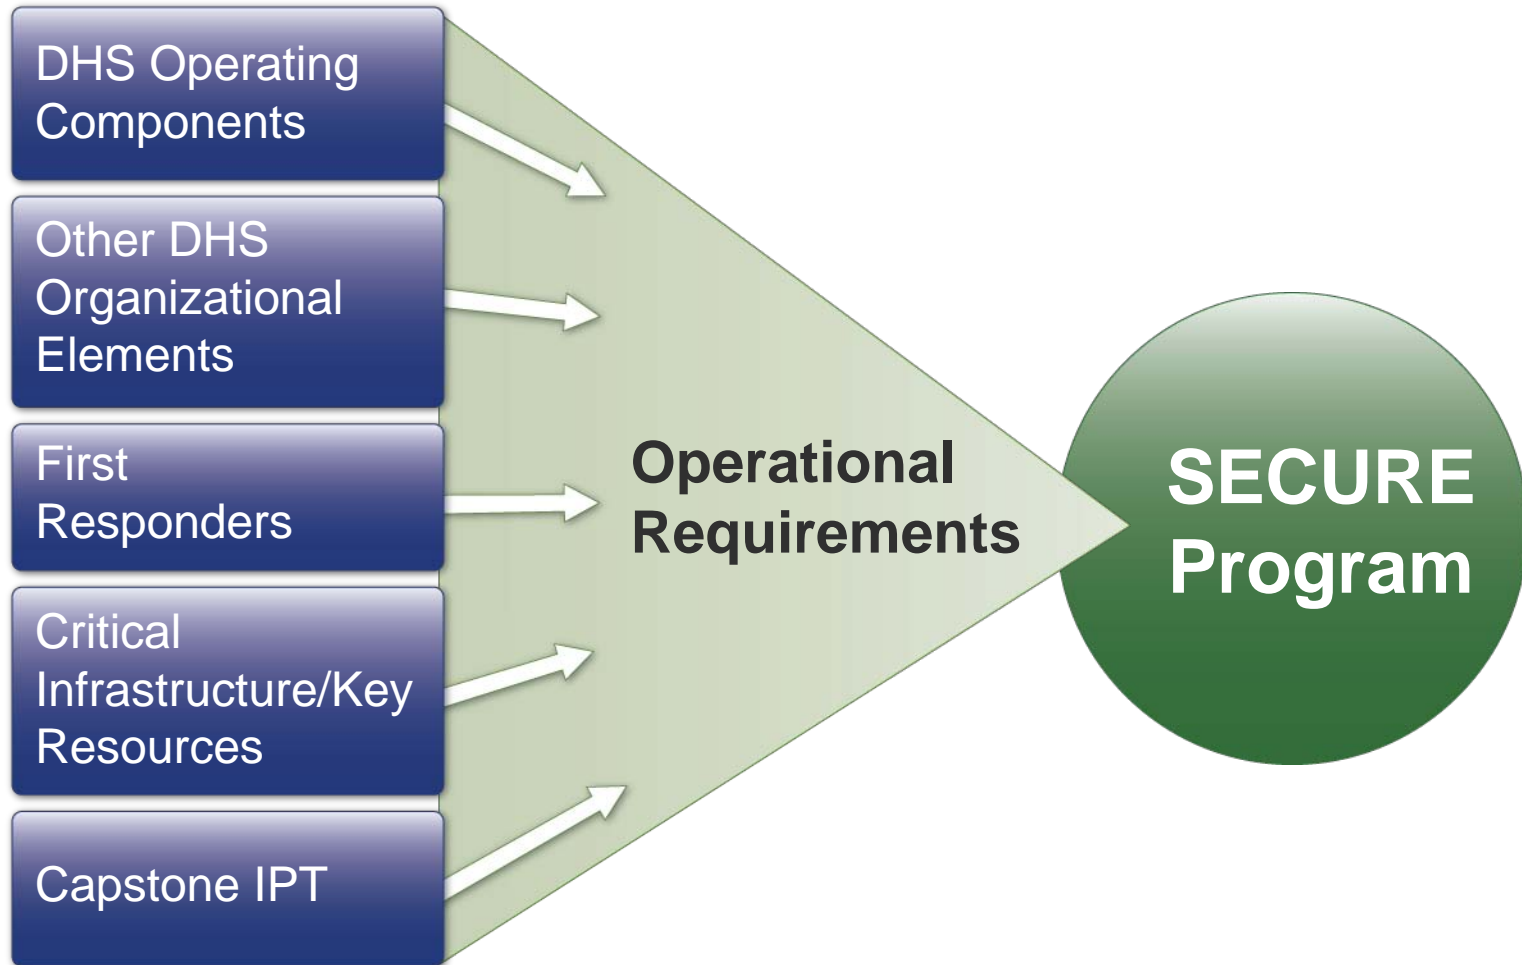 DHS Operating
Components
Other DHS
Organizational
Elements
First
Responders
Critical
Infrastructure/Key
Resources
Capstone IPT
Operational
Requirements
SECURE
Program